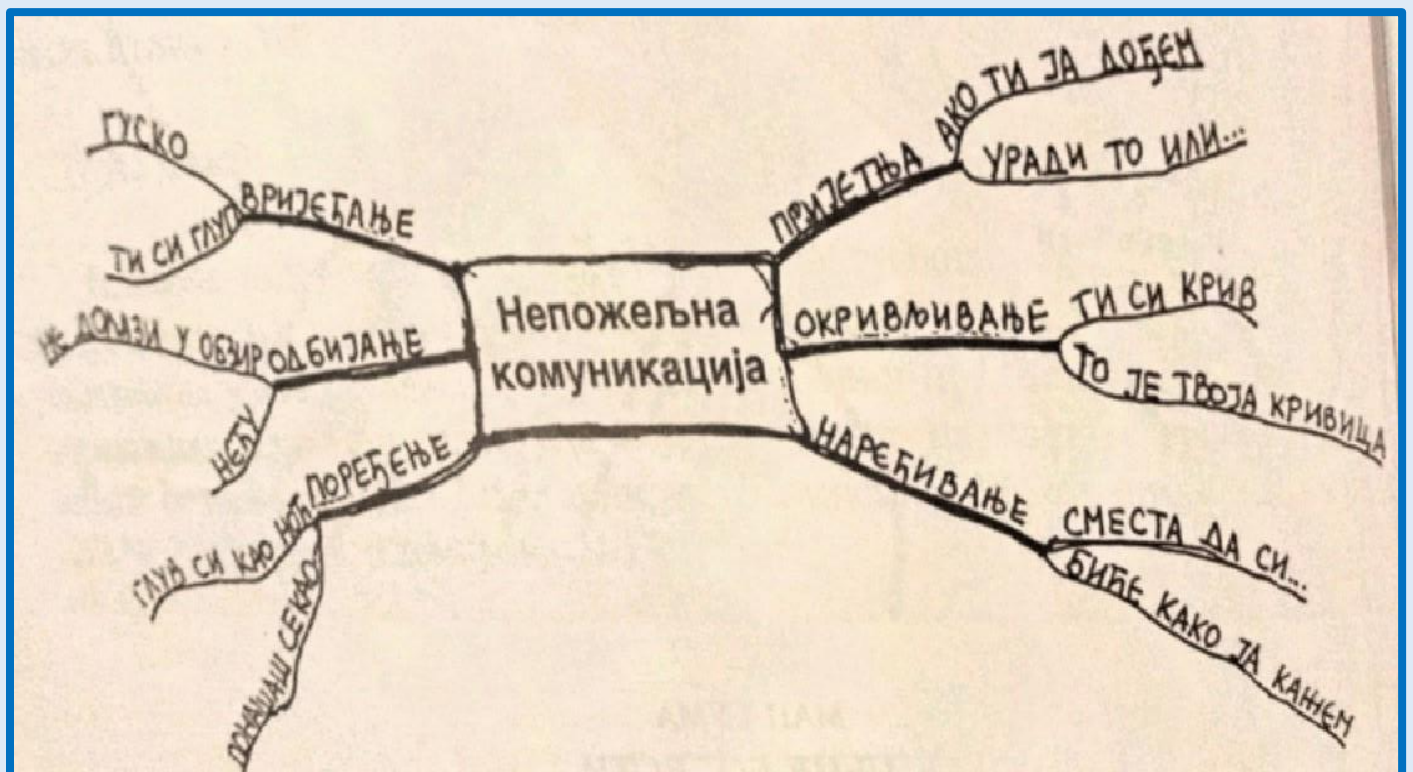 Непожељна
комуникација
ВРИЈЕЂАЊЕ
ГУСКО
ТИ СИ ГЛУП
ОДБИЈАЊЕ
НЕ ДОЛАЗИ У ОБЗИР
НЕЋУ
ПОРЕЂЕЊЕ
ГЛУП СИ КАО НОЋ
ПОНАШАШ СЕ КАО
ПРИЈЕТЊА
АКО ТИ ЈА ДОЂЕМ
УРАДИ ТО ИЛИ...
ОКРИВЉИВАЊЕ
ТИ СИ КРИВ
ТО ЈЕ ТВОЈА КРИВИЦА
НАРЕЂИВАЊЕ
СМЕСТА ДА СИ...
БИЋЕ КАКО ЈА КАЖЕМ